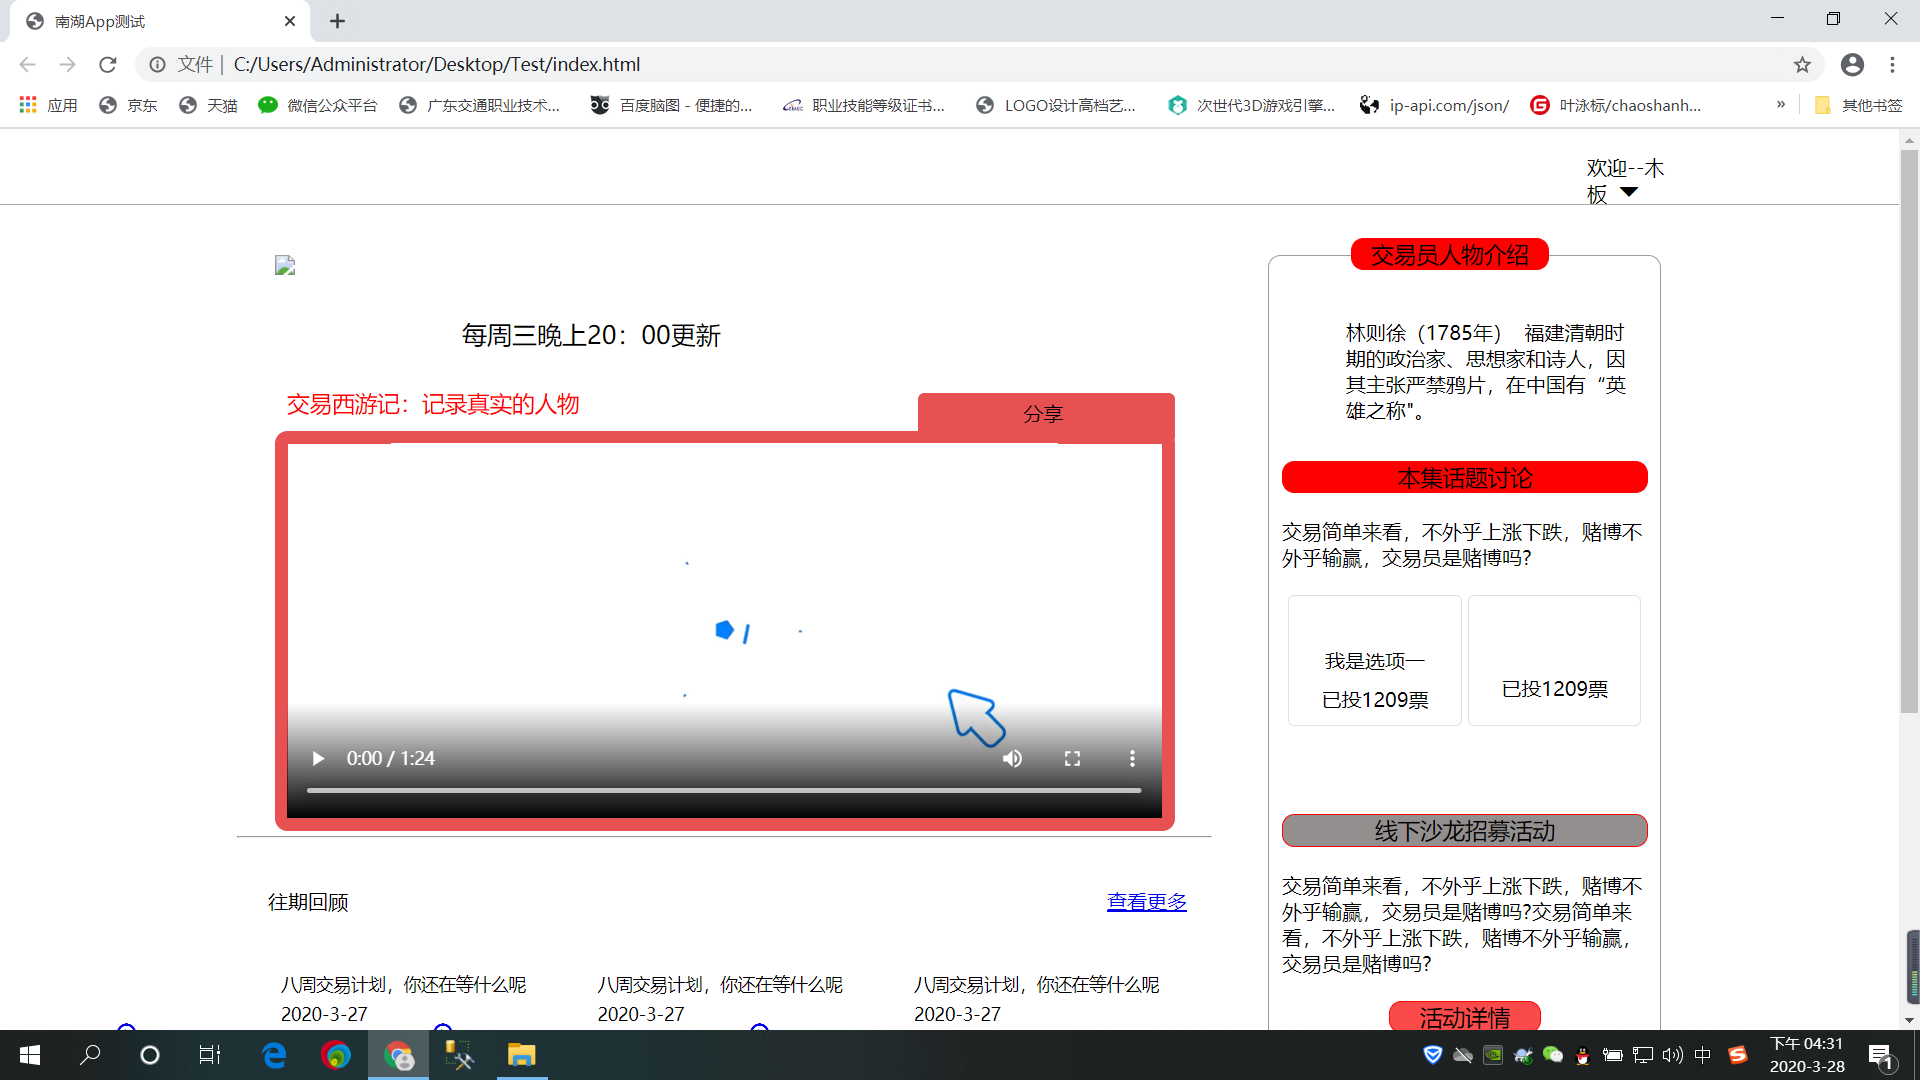 南湖App测试
文件 | C:/Users/Administrator/Desktop/Test/index.html
应用 京东 天猫 微信公众平台 广东交通职业技术... 百度脑图 - 便捷的... 职业技能等级证书... LOGO设计高档艺... 次世代3D游戏引擎... ip-api.com/json/ 叶泳标/chaoshanh... » 其他书签
欢迎--木
板
每周三晚上20：00更新
交易西游记：记录真实的人物
分享
0:00 / 1:24
往期回顾
查看更多
八周交易计划，你还在等什么呢
2020-3-27
八周交易计划，你还在等什么呢
2020-3-27
八周交易计划，你还在等什么呢
2020-3-27
交易员人物介绍
林则徐（1785年） 福建清朝时
期的政治家、思想家和诗人，因
其主张严禁鸦片，在中国有“英
雄之称"。
本集话题讨论
交易简单来看，不外乎上涨下跌，赌博不
外乎输赢，交易员是赌博吗?
我是选项一
已投1209票
已投1209票
线下沙龙招募活动
交易简单来看，不外乎上涨下跌，赌博不
外乎输赢，交易员是赌博吗?交易简单来
看，不外乎上涨下跌，赌博不外乎输赢，
交易员是赌博吗?
活动详情
中
下午 04:31
2020-3-28
1